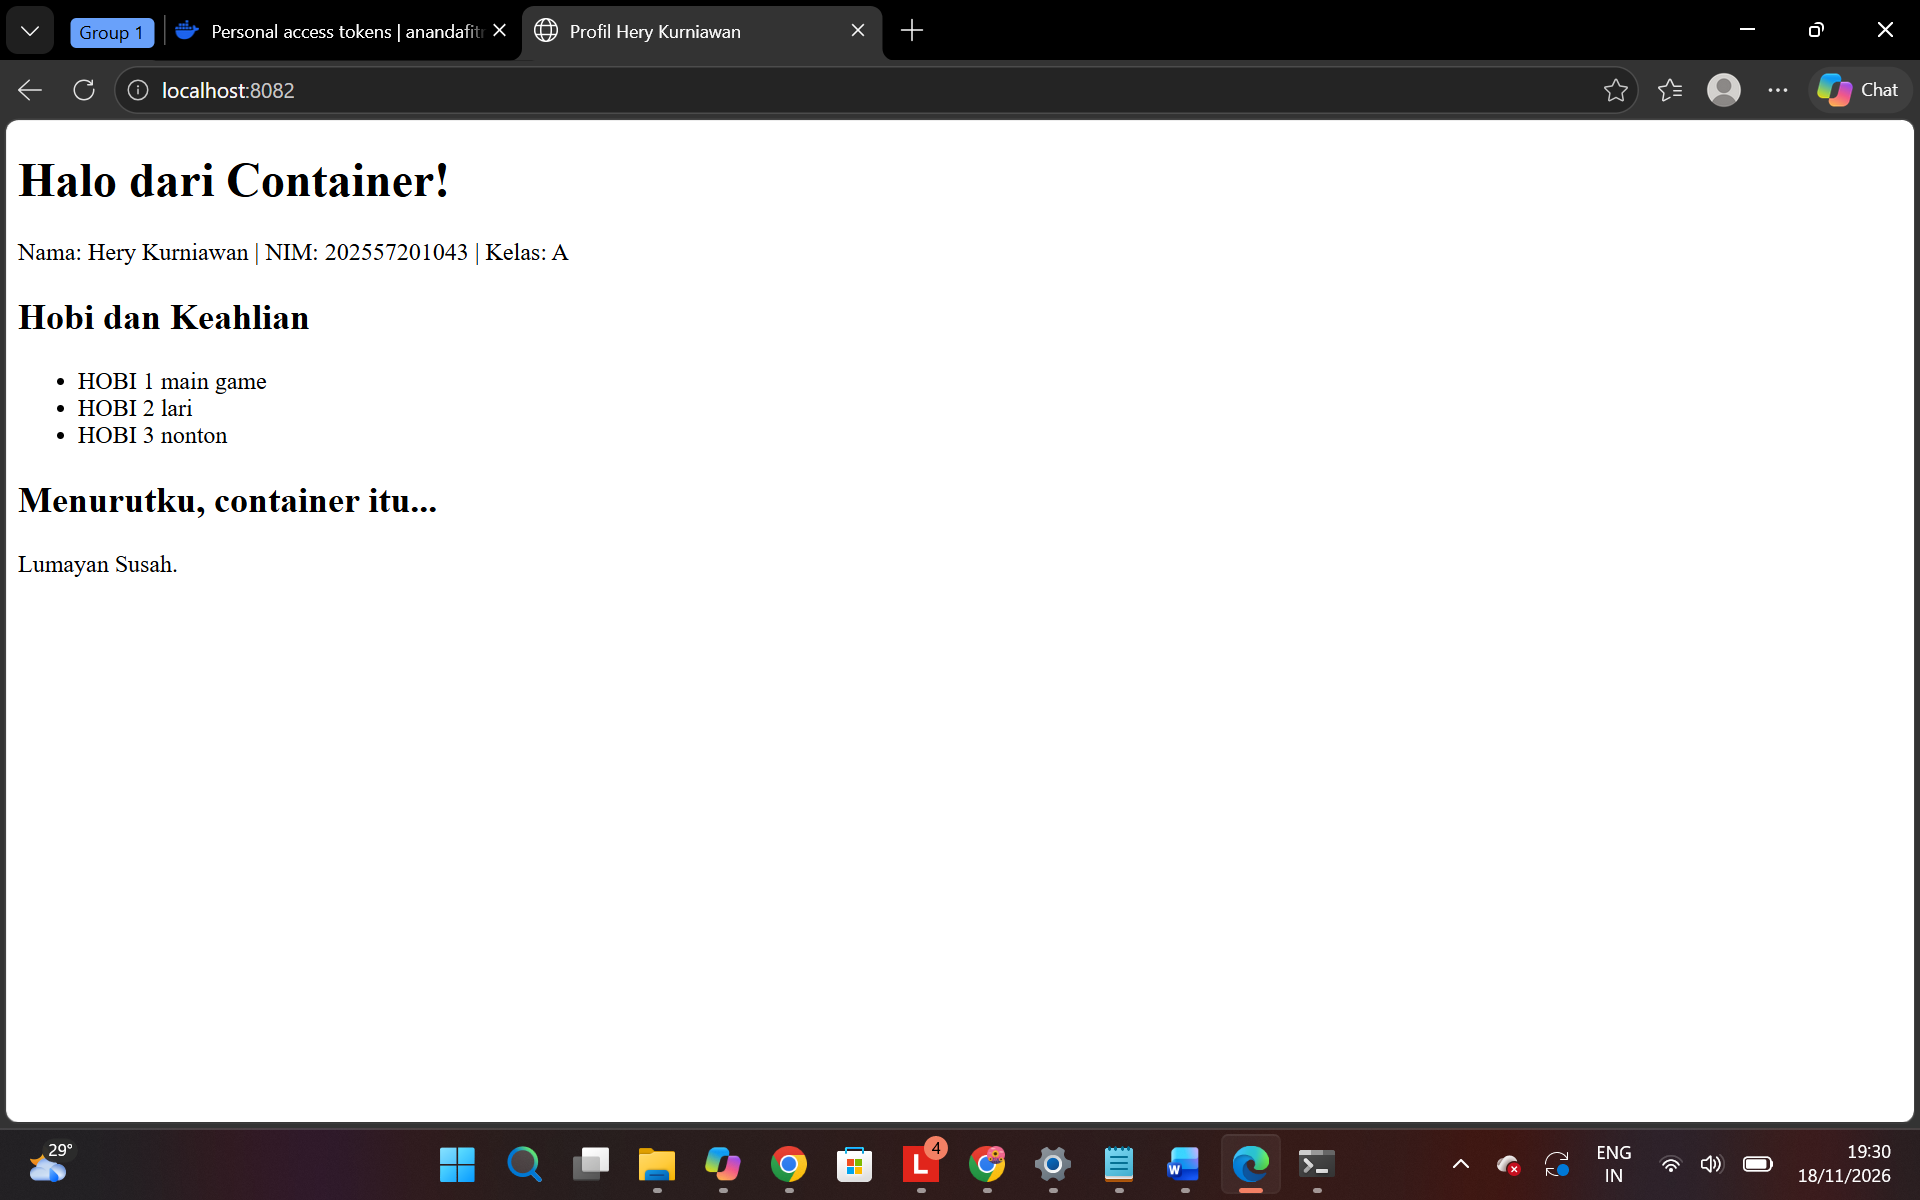 Group 1
Personal access tokens | anandafit
Profil Hery Kurniawan
localhost:8082
Chat
Halo dari Container!
Nama: Hery Kurniawan | NIM: 202557201043 | Kelas: A
Hobi dan Keahlian
• HOBI 1 main game
• HOBI 2 lari
• HOBI 3 nonton
Menurutku, container itu...
Lumayan Susah.
29°
L
4
W
ENG
IN
19:30
18/11/2026